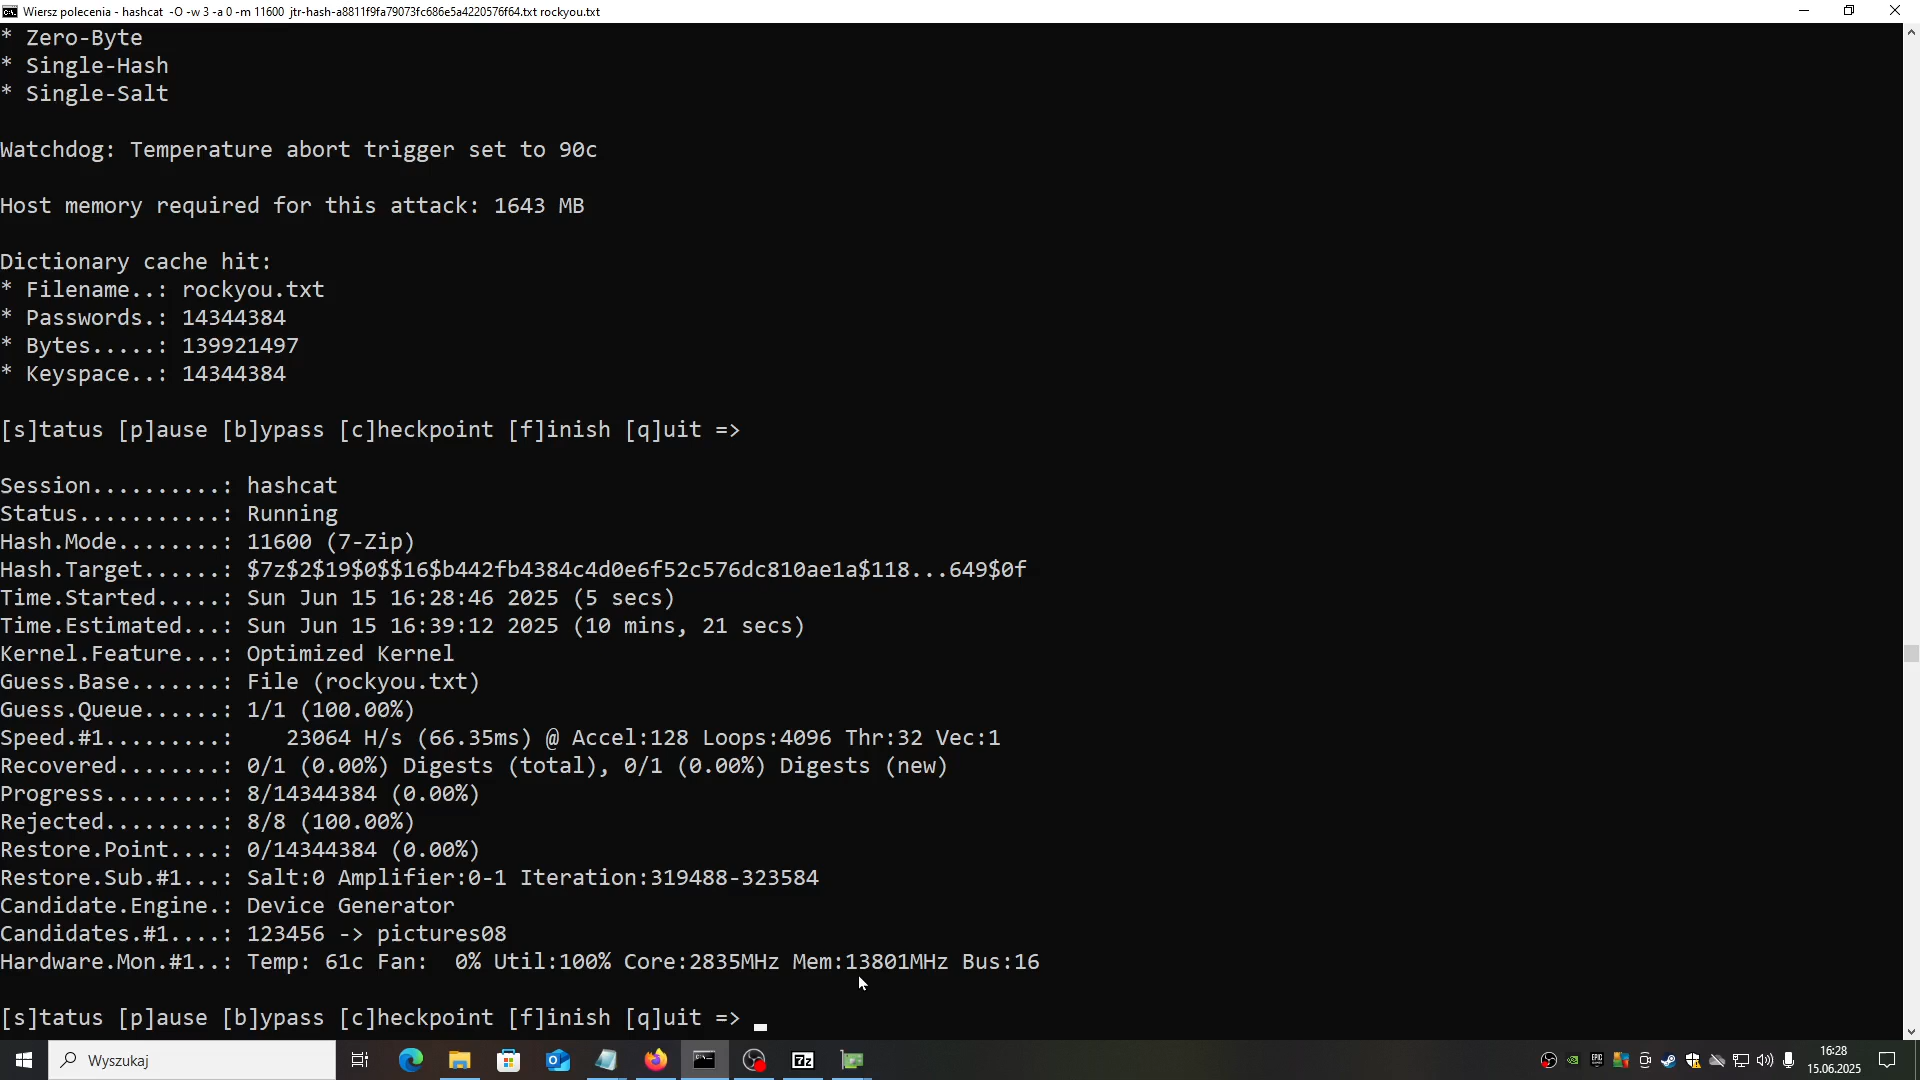 Wiersz polecenia - hashcat -O -w 3 -a 0 -m 11600 jtr-hash-a8811f9fa79073fc686e5a4220576f64.txt rockyou.txt
* Zero-Byte
* Single-Hash
* Single-Salt
Watchdog: Temperature abort trigger set to 90c
Host memory required for this attack: 1643 MB
Dictionary cache hit:
* Filename..: rockyou.txt
* Passwords.: 14344384
* Bytes.....: 139921497
* Keyspace..: 14344384
[s]tatus [p]ause [b]ypass [c]heckpoint [f]inish [q]uit =>
Session..........: hashcat
Status...........: Running
Hash.Mode........: 11600 (7-Zip)
Hash.Target......: $7z$2$19$0$$16$b442fb4384c4d0e6f52c576dc810ae1a$118...649$0f
Time.Started.....: Sun Jun 15 16:28:46 2025 (5 secs)
Time.Estimated...: Sun Jun 15 16:39:12 2025 (10 mins, 21 secs)
Kernel.Feature...: Optimized Kernel
Guess.Base.......: File (rockyou.txt)
Guess.Queue......: 1/1 (100.00%)
Speed.#1.........:    23064 H/s (66.35ms) @ Accel:128 Loops:4096 Thr:32 Vec:1
Recovered........: 0/1 (0.00%) Digests (total), 0/1 (0.00%) Digests (new)
Progress.........: 8/14344384 (0.00%)
Rejected.........: 8/8 (100.00%)
Restore.Point....: 0/14344384 (0.00%)
Restore.Sub.#1...: Salt:0 Amplifier:0-1 Iteration:319488-323584
Candidate.Engine.: Device Generator
Candidates.#1....: 123456 -> pictures08
Hardware.Mon.#1..: Temp: 61c Fan:  0% Util:100% Core:2835MHz Mem:13801MHz Bus:16
[s]tatus [p]ause [b]ypass [c]heckpoint [f]inish [q]uit => _
Wyszukaj
7z
EPIC
16:28
15.06.2025